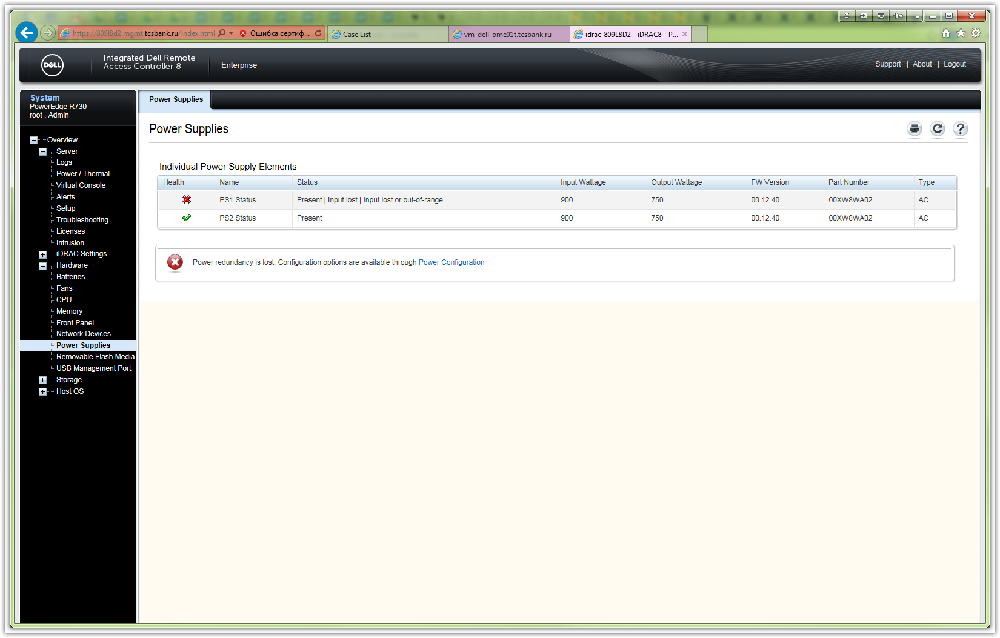 https://809l8d2.mgmt.tcsbank.ru/index.html
Ошибка сертиф...
Case List
vm-dell-ome01t.tcsbank.ru
idrac-809L8D2 - iDRAC8 - P...
DELL
Integrated Dell Remote
Access Controller 8
Enterprise
Support | About | Logout
System
PowerEdge R730
root , Admin
Overview
Server
Logs
Power / Thermal
Virtual Console
Alerts
Setup
Troubleshooting
Licenses
Intrusion
iDRAC Settings
Hardware
Batteries
Fans
CPU
Memory
Front Panel
Network Devices
Power Supplies
Removable Flash Media
USB Management Port
Storage
Host OS
Power Supplies
Power Supplies
Individual Power Supply Elements
Health Name Status Input Wattage Output Wattage FW Version Part Number Type
PS1 Status Present | Input lost | Input lost or out-of-range 900 750 00.12.40 00XW8WA02 AC
PS2 Status Present 900 750 00.12.40 00XW8WA02 AC
Power redundancy is lost. Configuration options are available through Power Configuration